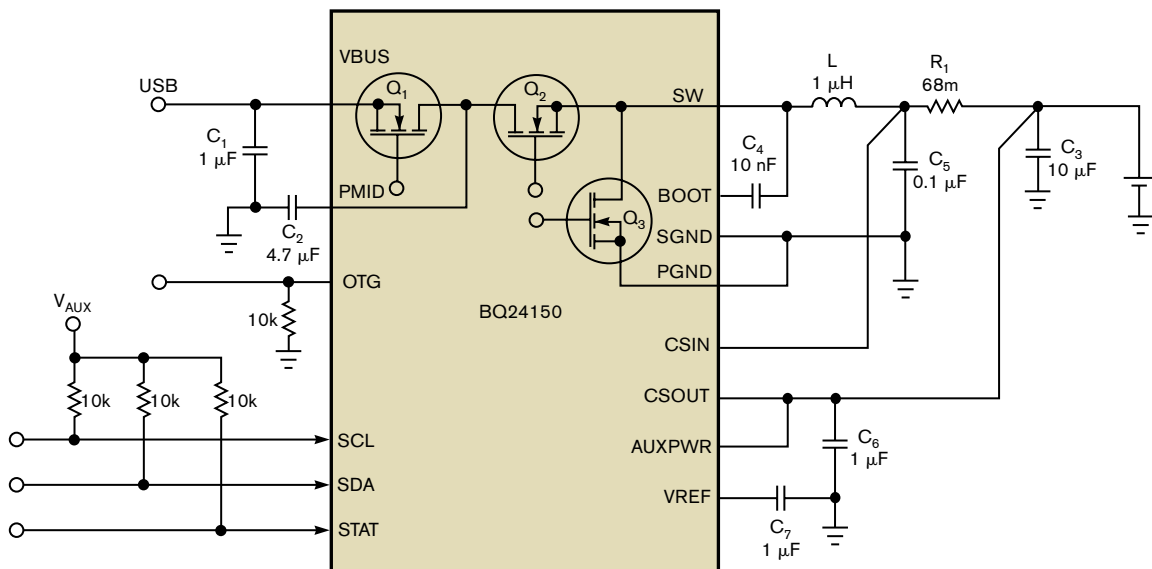 VBUS
USB
Q1
Q2
SW
L
1 µH
R1
68m
C1
1 µF
C4
10 nF
C5
0.1 µF
C3
10 µF
PMID
BOOT
C2
4.7 µF
Q3
SGND
PGND
OTG
VAUX
10k
BQ24150
CSIN
10k
10k
10k
CSOUT
SCL
AUXPWR
C6
1 µF
SDA
VREF
STAT
C7
1 µF